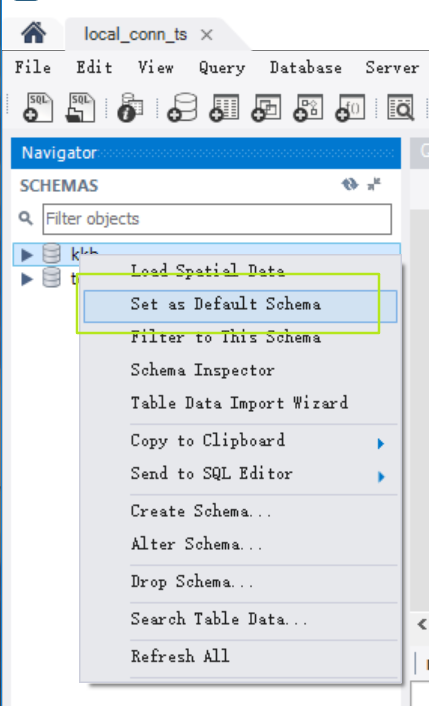 local_conn_ts
File Edit View Query Database Server
SQL SQL
Navigator
SCHEMAS
Filter objects
kkb
Load Spatial Data
Set as Default Schema
Filter to This Schema
Schema Inspector
Table Data Import Wizard
Copy to Clipboard
Send to SQL Editor
Create Schema...
Alter Schema...
Drop Schema...
Search Table Data...
Refresh All